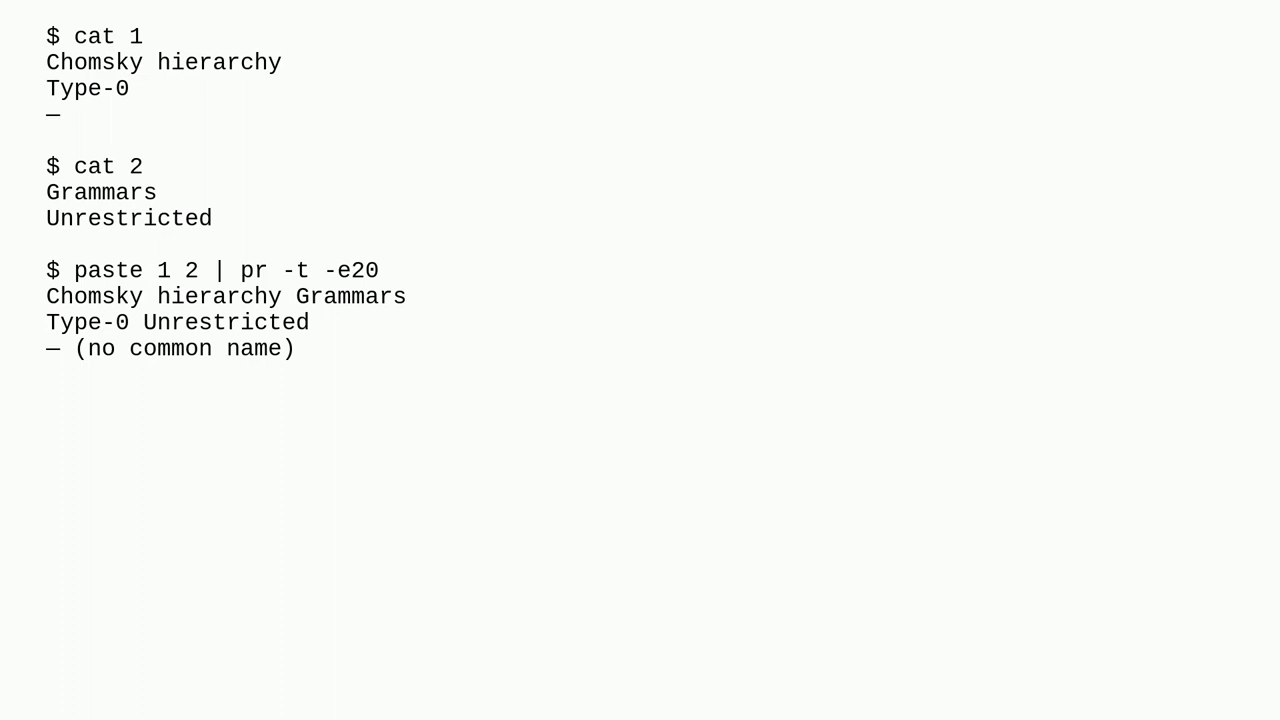 $ cat 1
Chomsky hierarchy
Type-0
—
$ cat 2
Grammars
Unrestricted
$ paste 1 2 | pr -t -e20
Chomsky hierarchy Grammars
Type-0 Unrestricted
— (no common name)